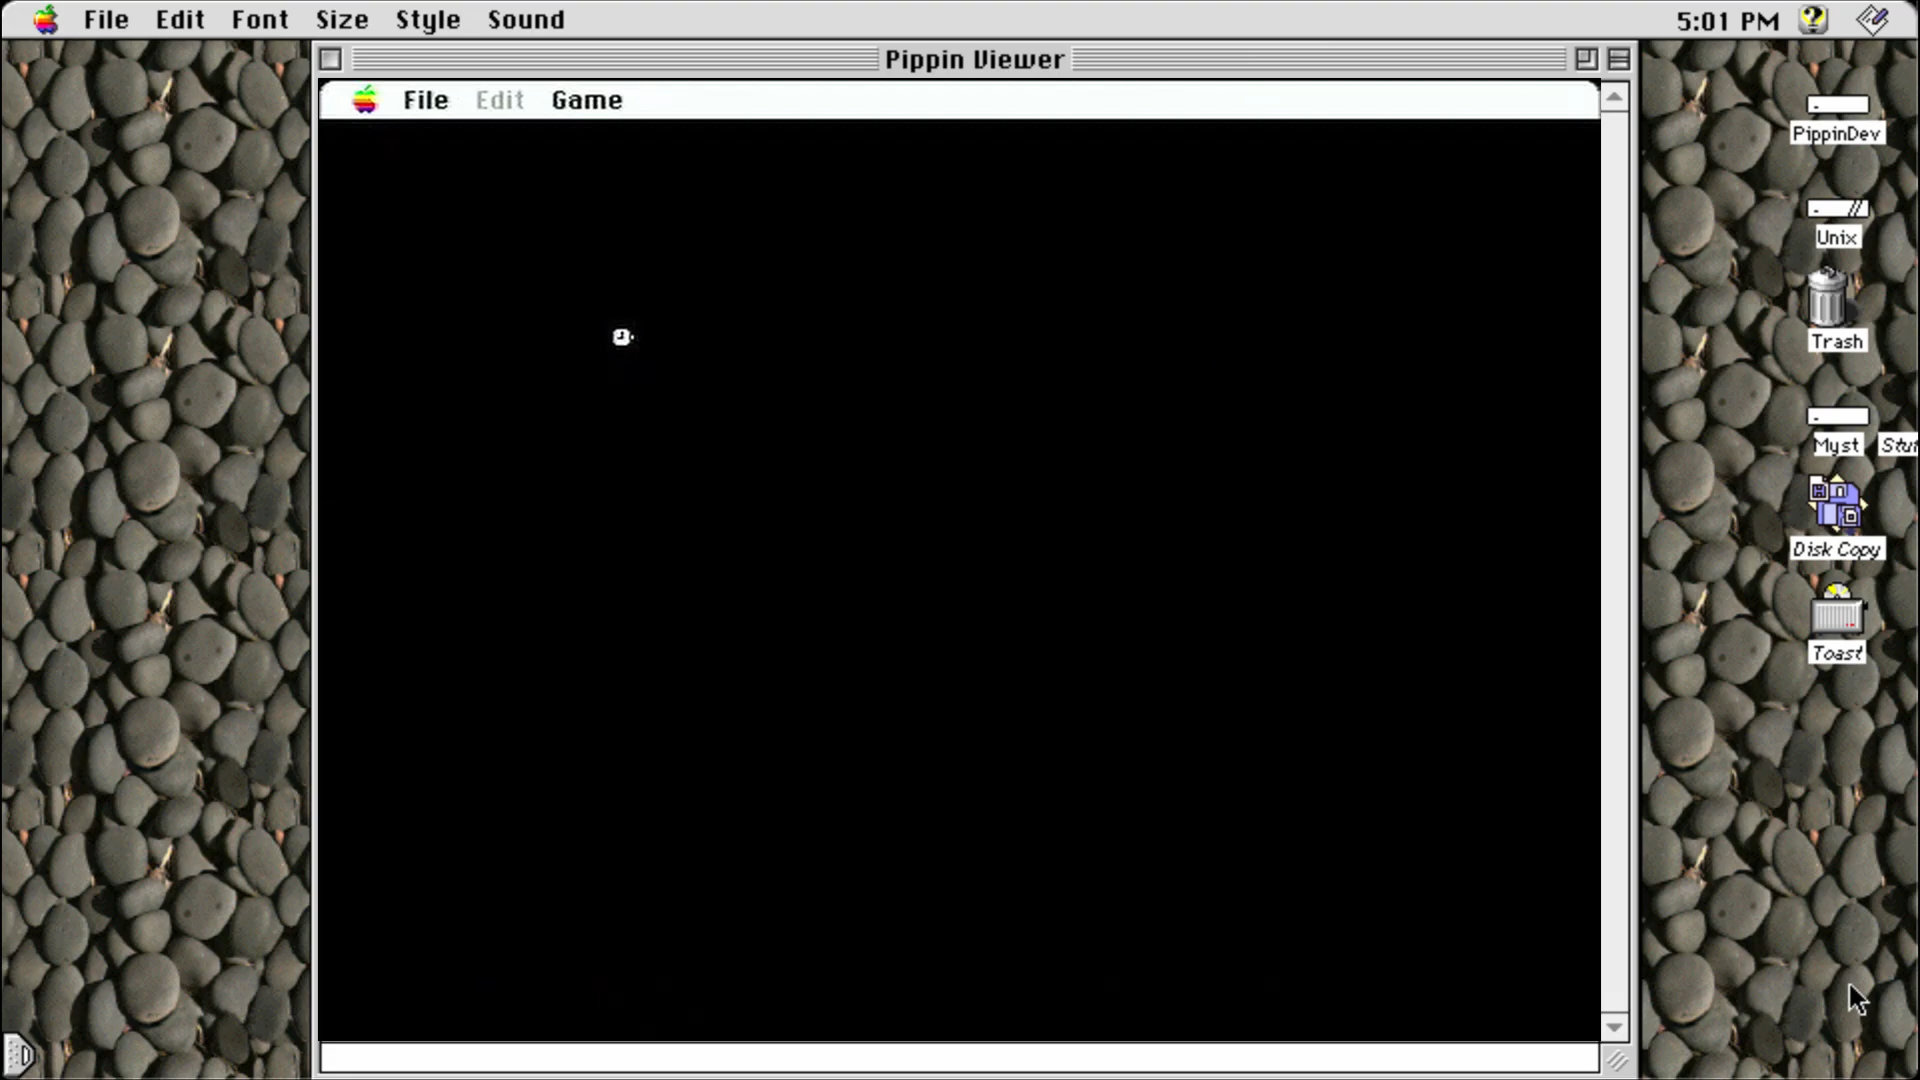 File Edit Font Size Style Sound
5:01 PM
Pippin Viewer
File Edit Game
PippinDev
Unix
Trash
Myst
Disk Copy
Toast